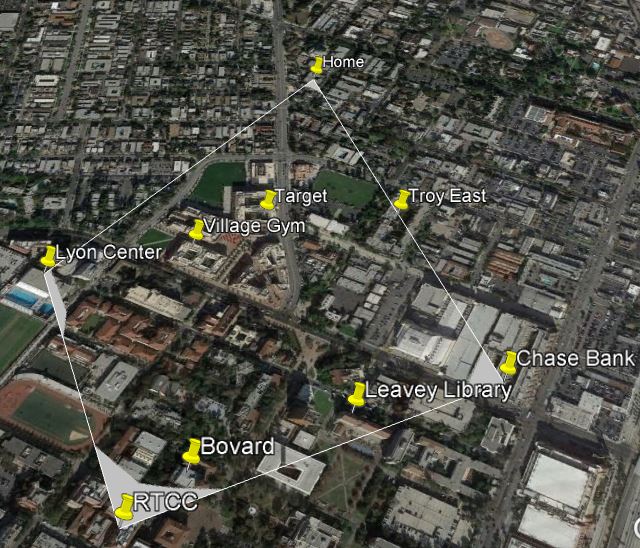 Home
Target
Troy East
Village Gym
Lyon Center
Chase Bank
Leavey Library
Bovard
RTCC